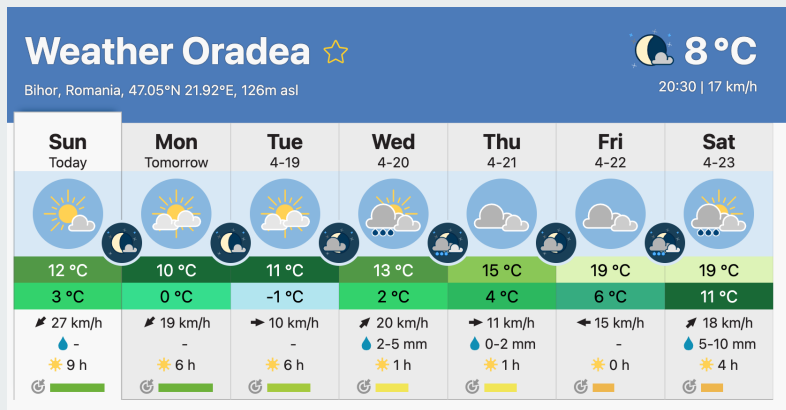 Weather Oradea
8 °C
Bihor, Romania, 47.05°N 21.92°E, 126m asl
20:30 | 17 km/h
Sun Mon Tue Wed Thu Fri Sat
Today Tomorrow 4-19 4-20 4-21 4-22 4-23
12 °C 10 °C 11 °C 13 °C 15 °C 19 °C 19 °C
3 °C 0 °C -1 °C 2 °C 4 °C 6 °C 11 °C
27 km/h 19 km/h 10 km/h 20 km/h 11 km/h 15 km/h 18 km/h
- - - 2-5 mm 0-2 mm - 5-10 mm
9 h 6 h 6 h 1 h 1 h 0 h 4 h